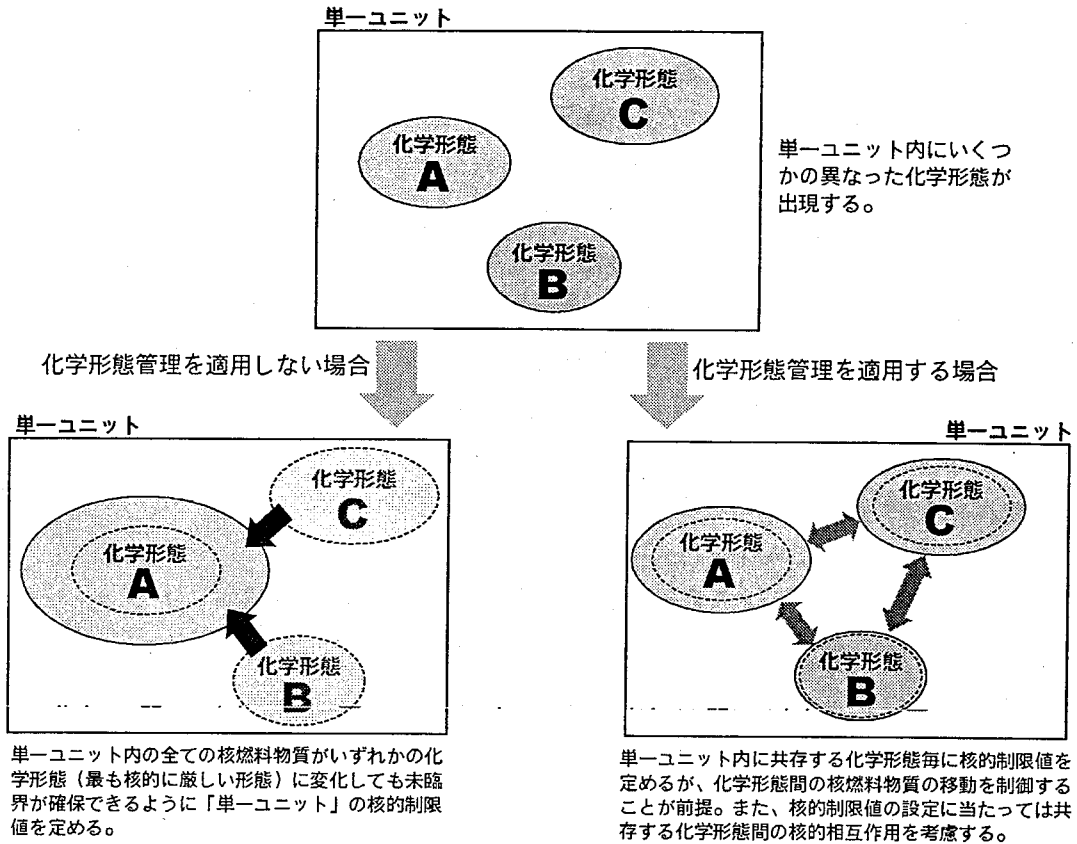 単一ユニット
化学形態
C
化学形態
A
化学形態
B
単一ユニット内にいくつ
かの異なった化学形態が
出現する。
化学形態管理を適用しない場合
化学形態管理を適用する場合
単一ユニット
化学形態
C
化学形態
A
化学形態
B
単一ユニット内の全ての核燃料物質がいずれかの化
学形態（最も核的に厳しい形態）に変化しても未臨
界が確保できるように「単一ユニット」の核的制限
値を定める。
単一ユニット
化学形態
C
化学形態
A
化学形態
B
単一ユニット内に共存する化学形態毎に核的制限値を
定めるが、化学形態間の核燃料物質の移動を制御する
ことが前提。また、核的制限値の設定に当たっては共
存する化学形態間の核的相互作用を考慮する。